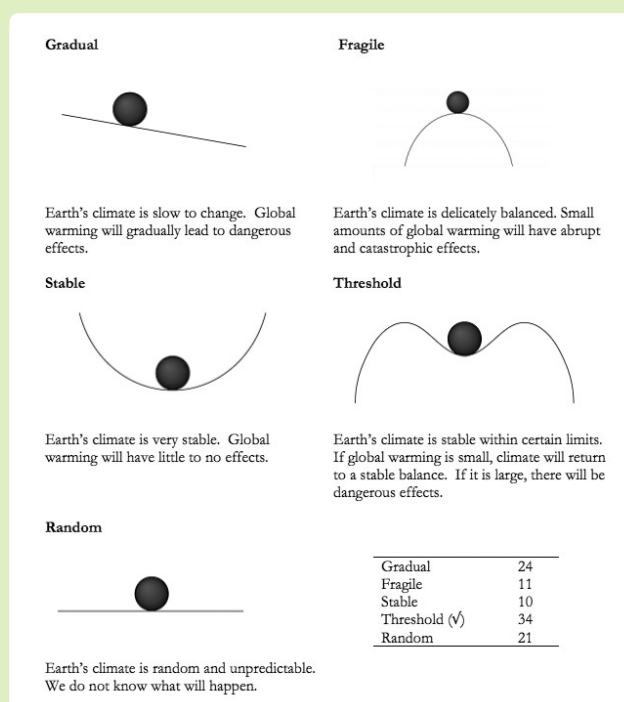 Gradual
Fragile
Earth's climate is slow to change. Global
warming will gradually lead to dangerous
effects.
Earth's climate is delicately balanced. Small
amounts of global warming will have abrupt
and catastrophic effects.
Stable
Threshold
Earth's climate is very stable. Global
warming will have little to no effects.
Earth's climate is stable within certain limits.
If global warming is small, climate will return
to a stable balance. If it is large, there will be
dangerous effects.
Random
Gradual 24
Fragile 11
Stable 10
Threshold (√) 34
Random 21
Earth's climate is random and unpredictable.
We do not know what will happen.